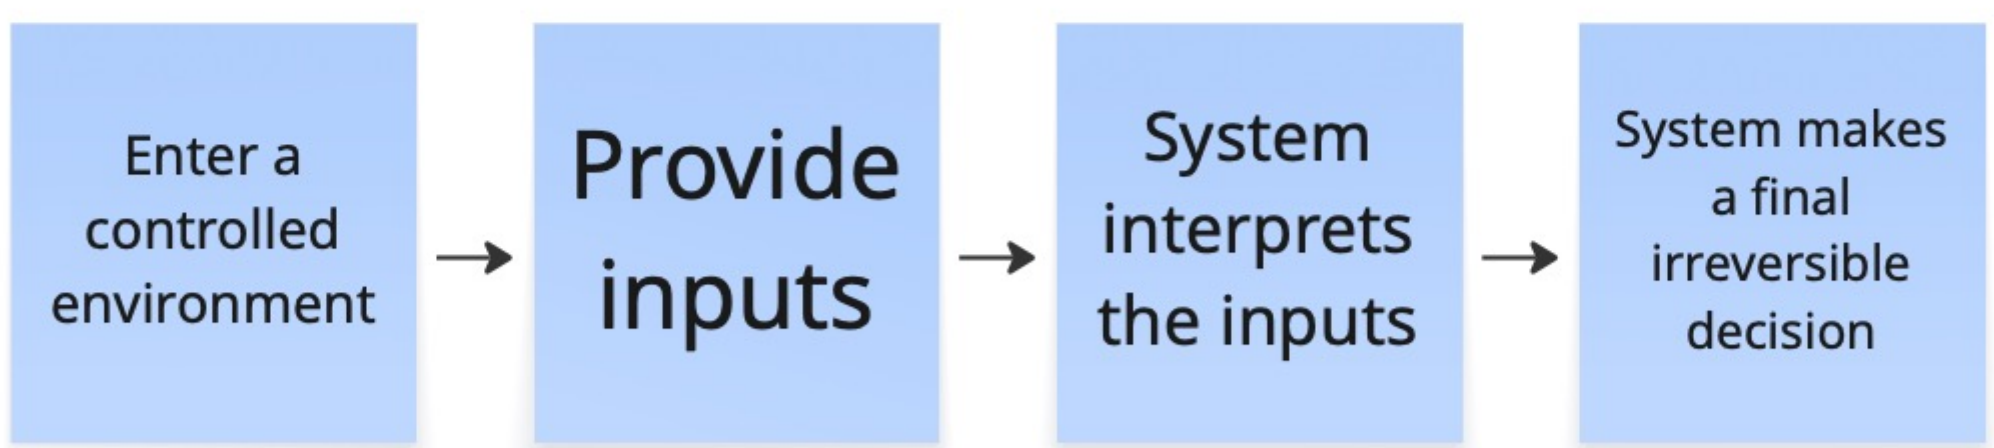 Enter a
controlled
environment
Provide
inputs
System
interprets
the inputs
System makes
a final
irreversible
decision